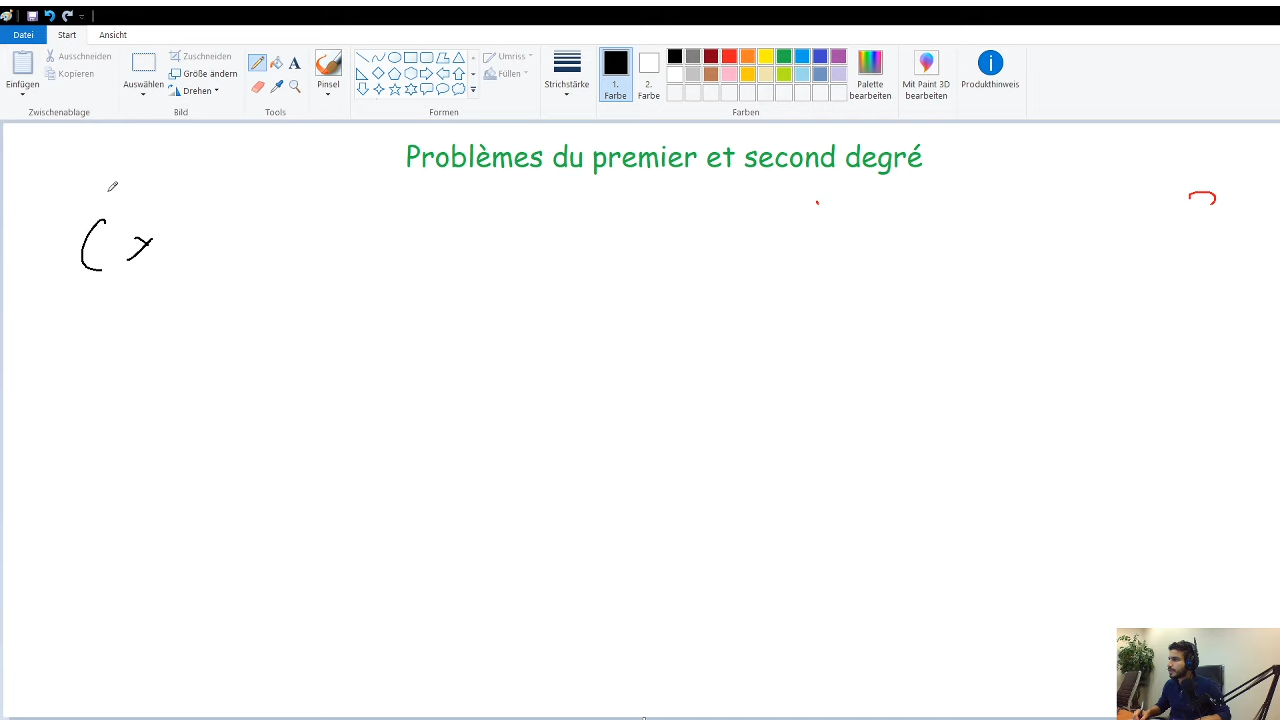 Datei Start Ansicht
Einfügen
Ausschneiden
Zwischenablage
Auswählen
Zuschneiden
Größe ändern
Drehen
Bild
Tools
Pinsel
Umriss
Füllen
Formen
Strichstärke
1. Farbe
2. Farbe
Palette bearbeiten
Farben
Mit Paint 3D bearbeiten
Produkthinweis
Problèmes du premier et second degré
( x